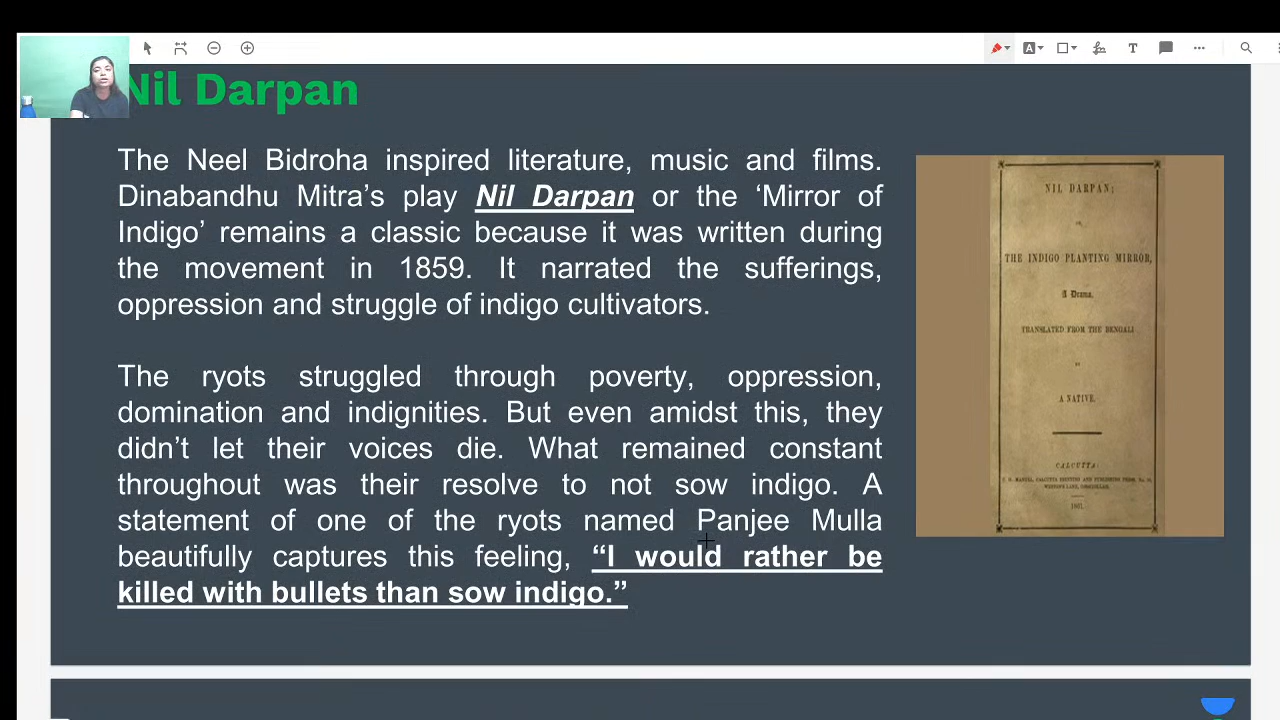 Nil Darpan
The Neel Bidroha inspired literature, music and films.
Dinabandhu Mitra’s play Nil Darpan or the ‘Mirror of
Indigo’ remains a classic because it was written during
the movement in 1859. It narrated the sufferings,
oppression and struggle of indigo cultivators.
The ryots struggled through poverty, oppression,
domination and indignities. But even amidst this, they
didn’t let their voices die. What remained constant
throughout was their resolve to not sow indigo. A
statement of one of the ryots named Panjee Mulla
beautifully captures this feeling, “I would rather be
killed with bullets than sow indigo.”
NIL DARPAN;
OR,
THE INDIGO PLANTING MIRROR,
A Drama.
TRANSLATED FROM THE BENGALI
BY
A NATIVE.
CALCUTTA:
1861.